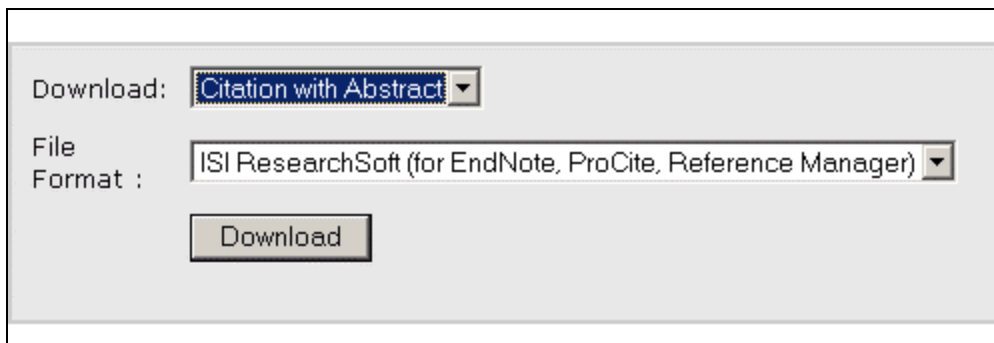 Download: Citation with Abstract
File
Format : ISI ResearchSoft (for EndNote, ProCite, Reference Manager)
Download